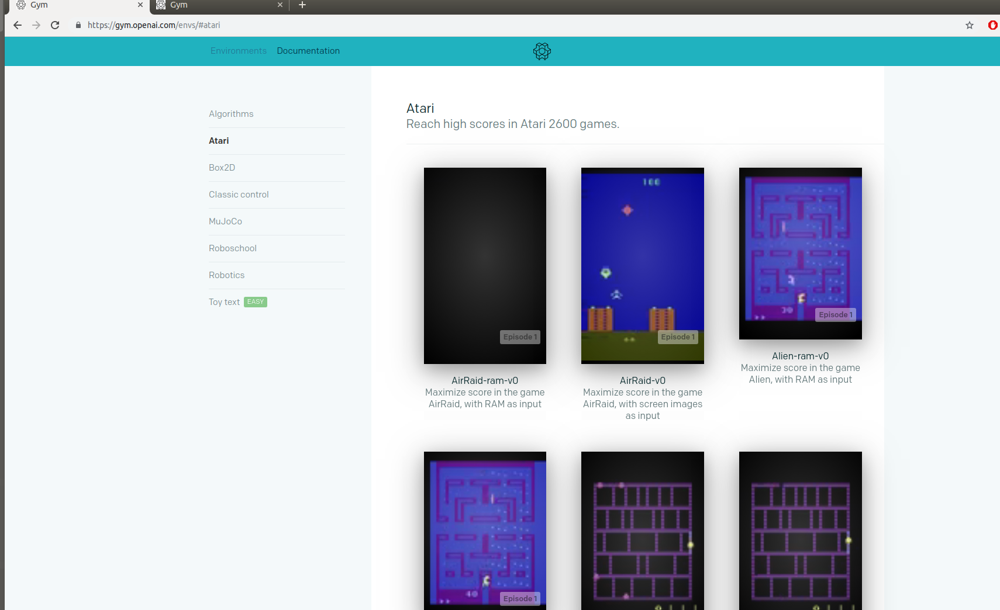 Gym
Gym
https://gym.openai.com/envs/#atari
Environments Documentation
Algorithms
Atari
Box2D
Classic control
MuJoCo
Roboschool
Robotics
Toy text EASY
Atari
Reach high scores in Atari 2600 games.
Episode 1
AirRaid-ram-v0
Maximize score in the game
AirRaid, with RAM as input
100
Episode 1
AirRaid-v0
Maximize score in the game
AirRaid, with screen images
as input
30
Episode 1
Alien-ram-v0
Maximize score in the game
Alien, with RAM as input
40
Episode 1